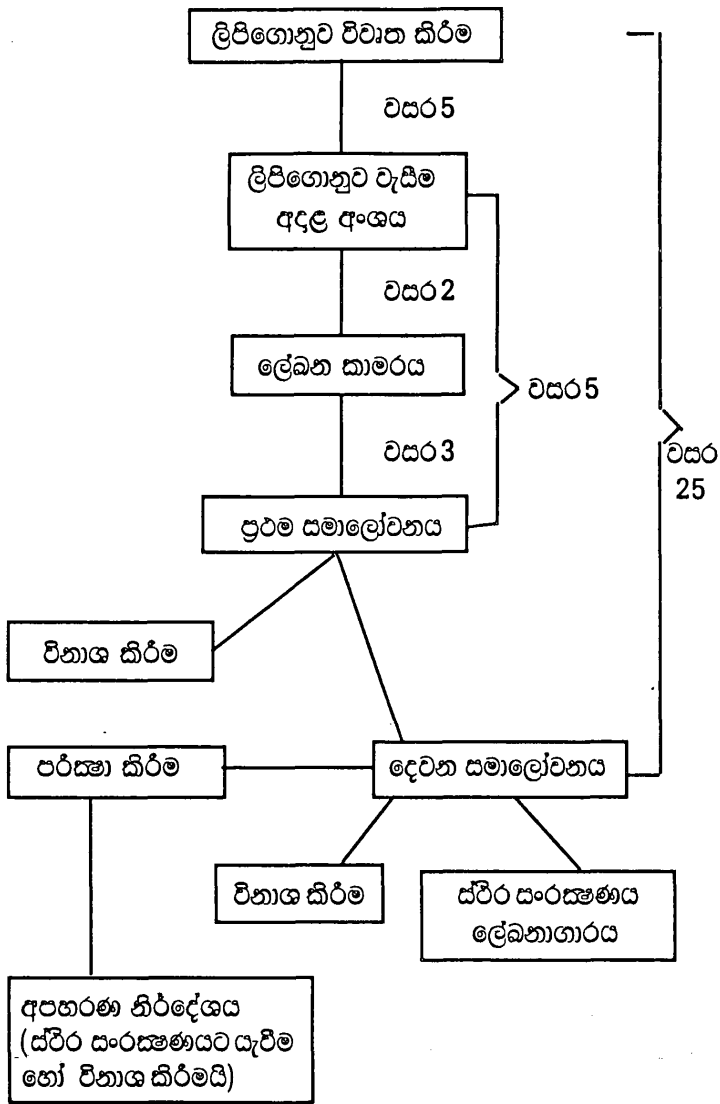 ලිපිගොනුව විවෘත කිරීම
වසර 5
ලිපිගොනුව වැසීම
අදාළ අංශය
වසර 2
ලේඛන කාමරය
වසර 5
වසර 3
වසර
25
ප්‍රථම සමාලෝචනය
විනාශ කිරීම
පරීක්‍ෂා කිරීම
දෙවන සමාලෝචනය
විනාශ කිරීම
ස්ථිර සංරක්‍ෂණය
ලේඛනාගාරය
අපහරණ නිර්දේශය
(ස්ථිර සංරක්‍ෂණයට යැවීම
හෝ විනාශ කිරීමයි)